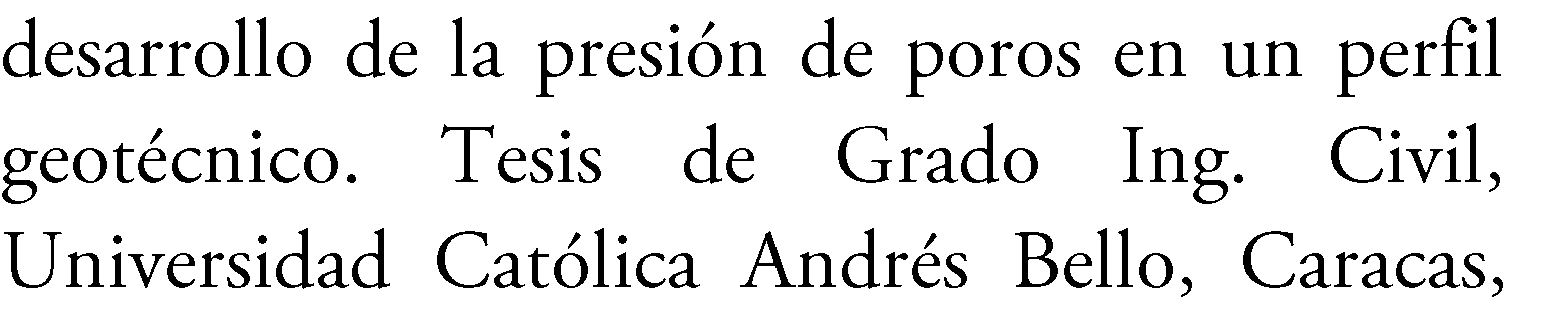 desarrollo de la presión de poros en un perfil
geotécnico. Tesis de Grado Ing. Civil,
Universidad Católica Andrés Bello, Caracas,